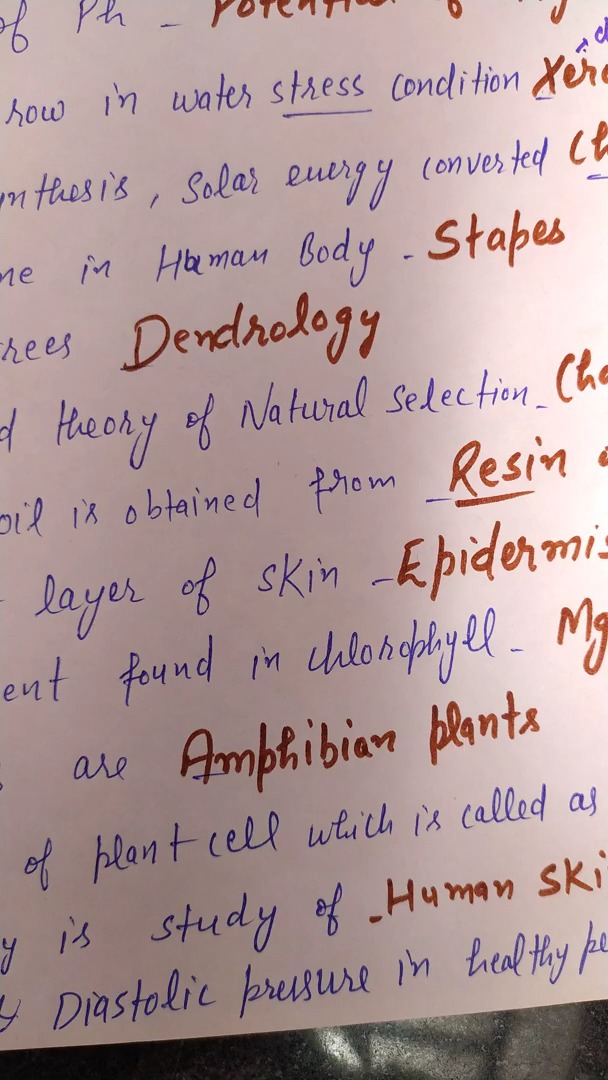 of Ph - Potential of
row in water stress condition Xero
nthesis, Solar energy converted Ch
ne in Human Body - Stapes
rees Dendrology
d theory of Natural selection - Cha
oil is obtained from - Resin
layer of skin - Epidermis
ent found in chlorophyll - Mg
are Amphibian plants
of plant cell which is called as
y is study of - Human Ski
Diastolic pressure in healthy pe